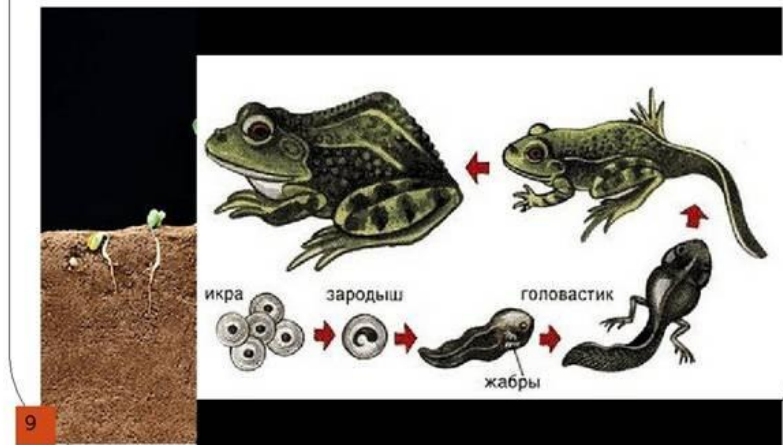 икра
зародыш
головастик
жабры
9